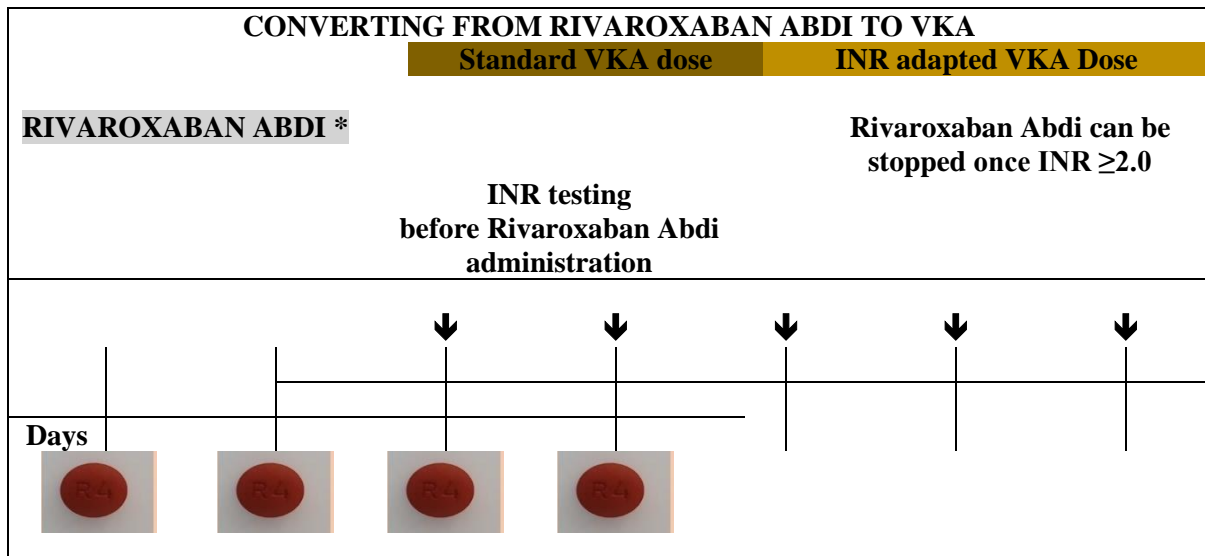 CONVERTING FROM RIVAROXABAN ABDI TO VKA
Standard VKA dose
INR adapted VKA Dose
RIVAROXABAN ABDI *
Rivaroxaban Abdi can be
stopped once INR ≥2.0
INR testing
before Rivaroxaban Abdi
administration
Days
R4
R4
R4
R4